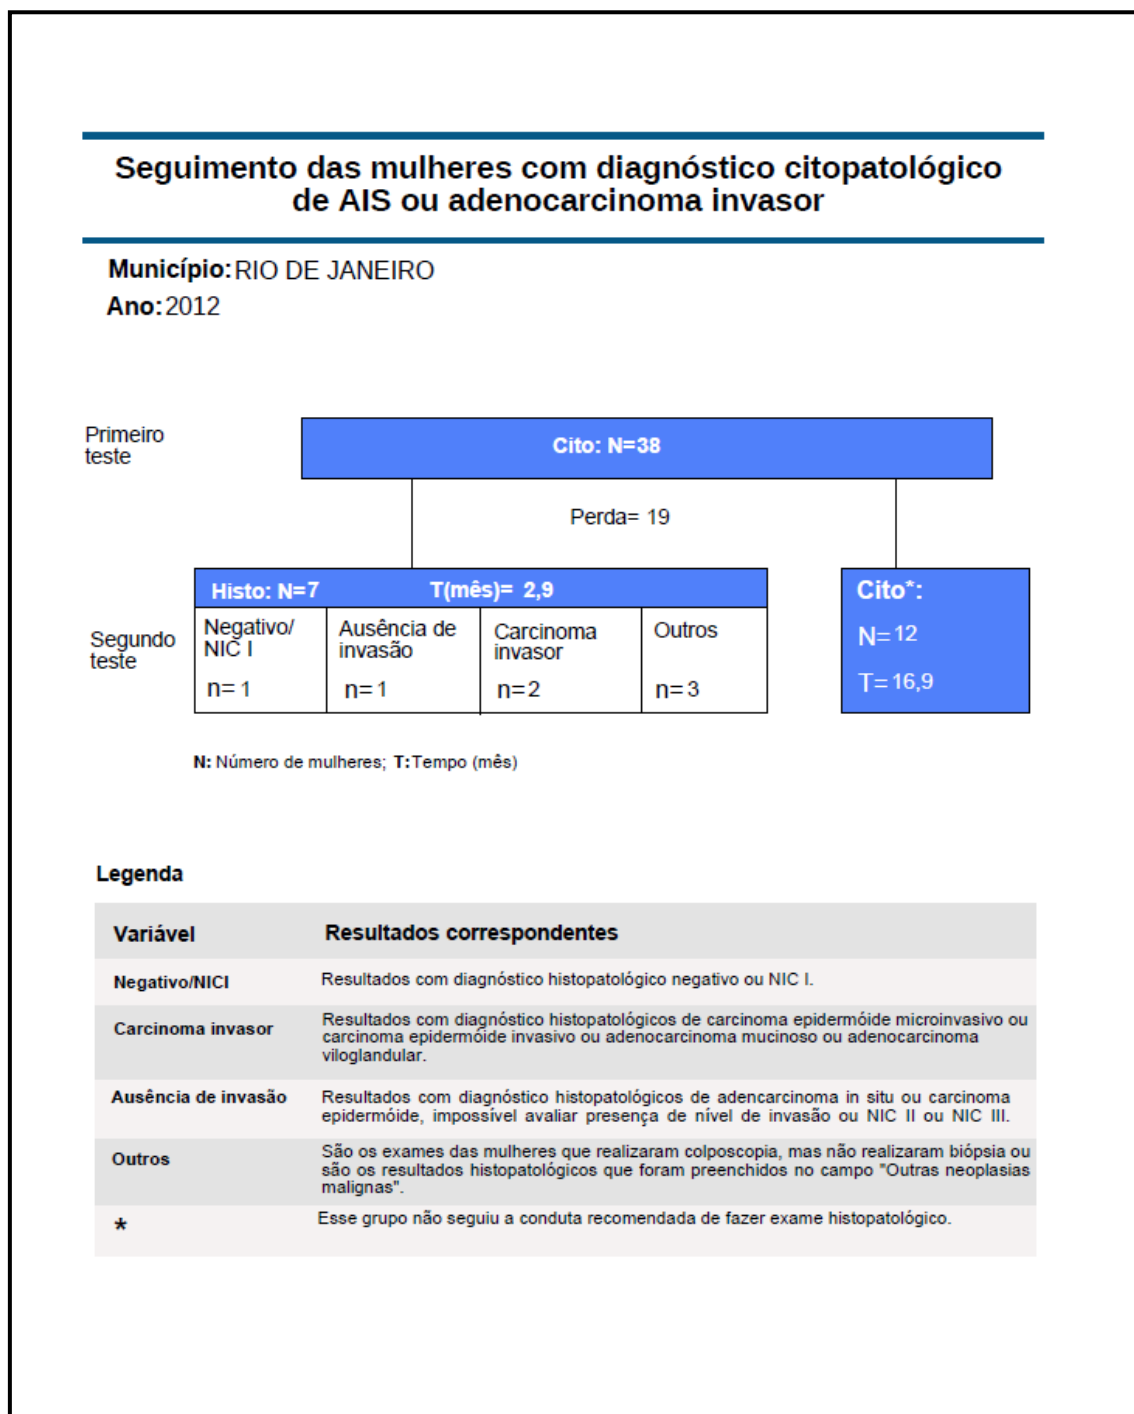 Seguimento das mulheres com diagnóstico citopatológico
de AIS ou adenocarcinoma invasor
Município: RIO DE JANEIRO
Ano: 2012
Primeiro
teste
Cito: N=38
Perda= 19
Segundo
teste
Histo: N=7 T(mês)= 2,9
Negativo/
NIC I
n= 1
Ausência de
invasão
n= 1
Carcinoma
invasor
n= 2
Outros
n= 3
Cito*:
N= 12
T= 16,9
N: Número de mulheres; T:Tempo (mês)
Legenda
Variável Resultados correspondentes
Negativo/NICI Resultados com diagnóstico histopatológico negativo ou NIC I.
Carcinoma invasor Resultados com diagnóstico histopatológicos de carcinoma epidermóide microinvasivo ou
carcinoma epidermóide invasivo ou adenocarcinoma mucinoso ou adenocarcinoma
viloglandular.
Ausência de invasão Resultados com diagnóstico histopatológicos de adencarcinoma in situ ou carcinoma
epidermóide, impossível avaliar presença de nível de invasão ou NIC II ou NIC III.
Outros São os exames das mulheres que realizaram colposcopia, mas não realizaram biópsia ou
são os resultados histopatológicos que foram preenchidos no campo "Outras neoplasias
malignas".
* Esse grupo não seguiu a conduta recomendada de fazer exame histopatológico.